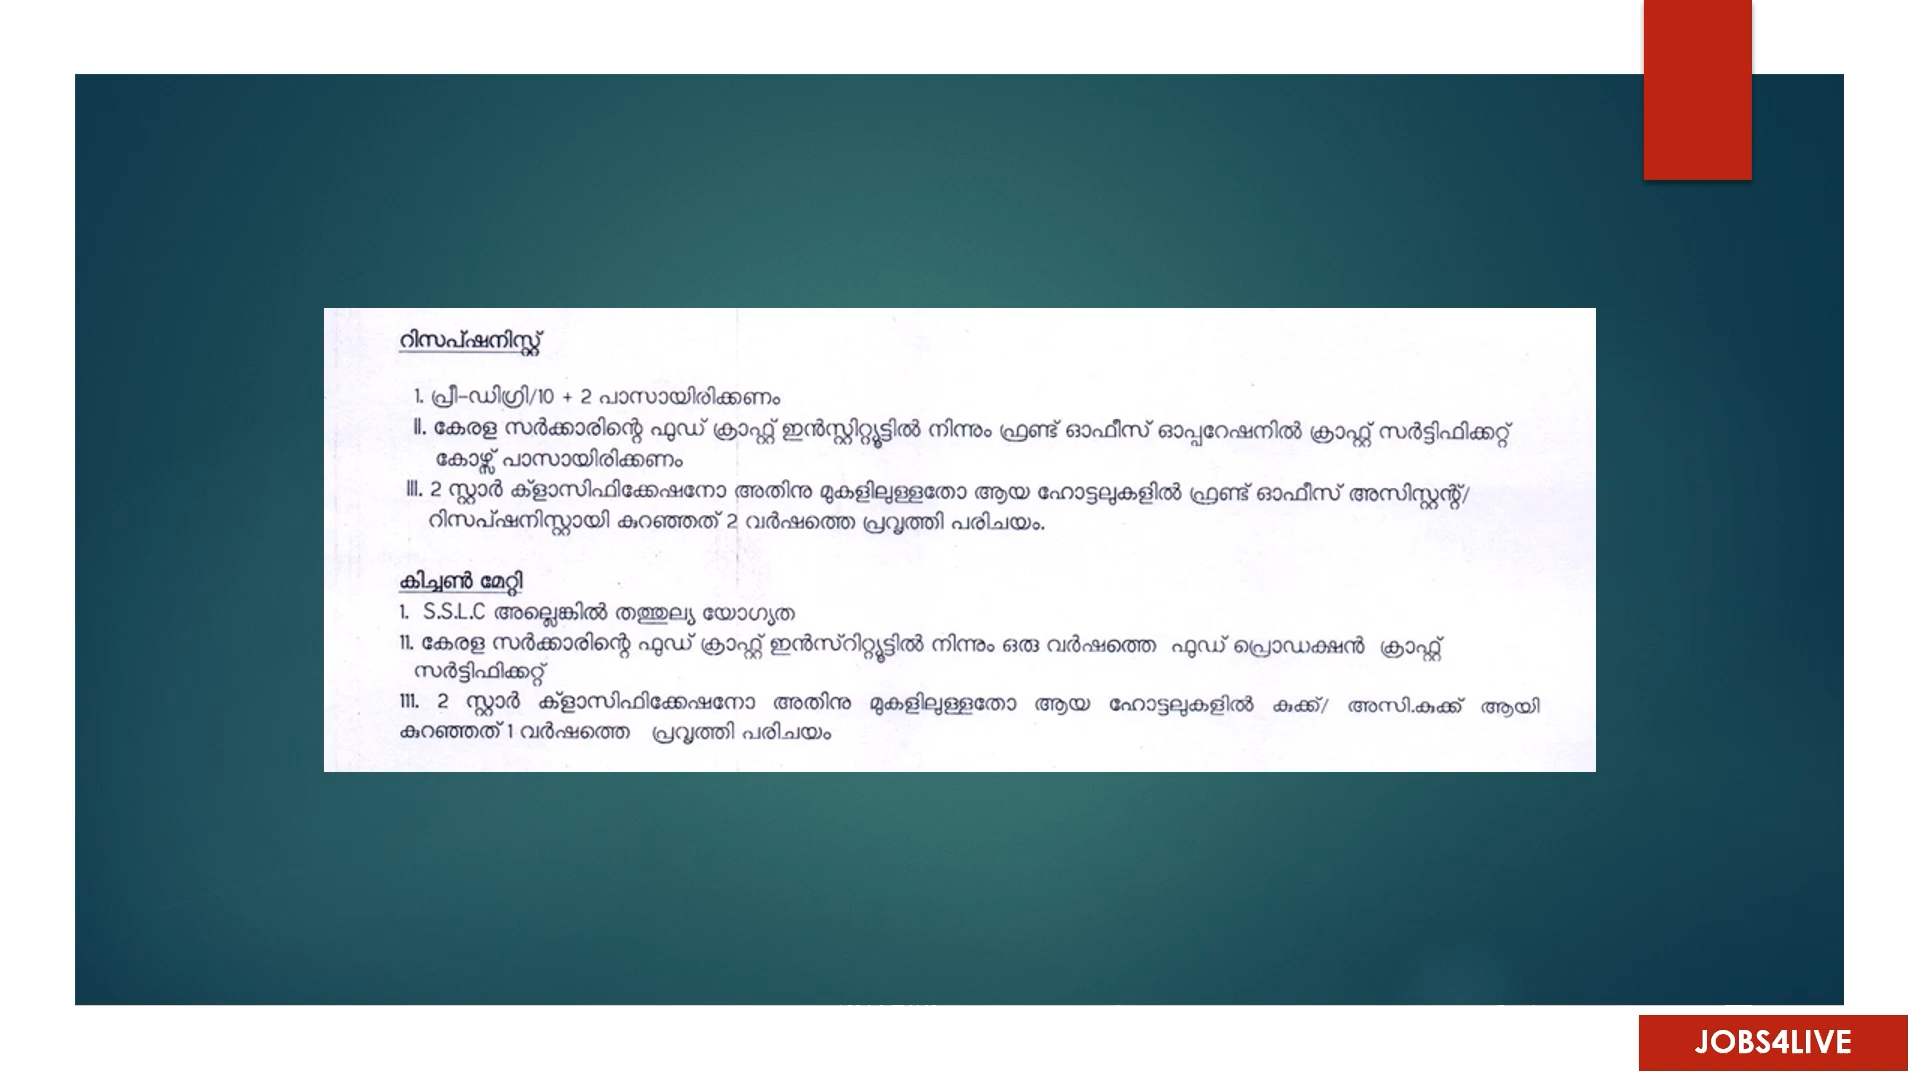 റിസപ്ഷനിസ്റ്റ്
I. പ്രീ-ഡിഗ്രി/10 + 2 പാസായിരിക്കണം
II. കേരള സർക്കാരിന്റെ ഫുഡ് ക്രാഫ്റ്റ് ഇൻസ്റ്റിറ്റ്യൂട്ടിൽ നിന്നും ഫ്രണ്ട് ഓഫീസ് ഓപ്പറേഷനിൽ ക്രാഫ്റ്റ് സർട്ടിഫിക്കറ്റ്
കോഴ്സ് പാസായിരിക്കണം
III. 2 സ്റ്റാർ ക്ളാസിഫിക്കേഷനോ അതിനു മുകളിലുള്ളതോ ആയ ഹോട്ടലുകളിൽ ഫ്രണ്ട് ഓഫീസ് അസിസ്റ്റന്റ്/
റിസപ്ഷനിസ്റ്റായി കുറഞ്ഞത് 2 വർഷത്തെ പ്രവൃത്തി പരിചയം.
കിച്ചൺ മേറ്റി
1. S.S.L.C അല്ലെങ്കിൽ തത്തുല്യ യോഗ്യത
11. കേരള സർക്കാരിന്റെ ഫുഡ് ക്രാഫ്റ്റ് ഇൻസ്റിറ്റ്യൂട്ടിൽ നിന്നും ഒരു വർഷത്തെ ഫുഡ് പ്രൊഡക്ഷൻ ക്രാഫ്റ്റ്
സർട്ടിഫിക്കറ്റ്
111. 2 സ്റ്റാർ ക്ളാസിഫിക്കേഷനോ അതിനു മുകളിലുള്ളതോ ആയ ഹോട്ടലുകളിൽ കുക്ക്/ അസി.കുക്ക് ആയി
കുറഞ്ഞത് 1 വർഷത്തെ പ്രവൃത്തി പരിചയം
JOBS4LIVE